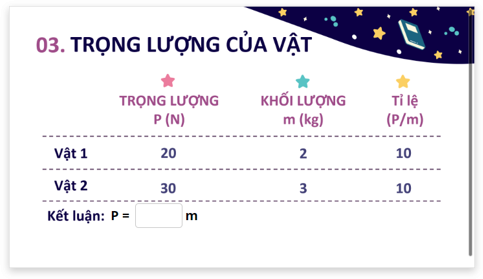 03. TRỌNG LƯỢNG CỦA VẬT
TRỌNG LƯỢNG KHỐI LƯỢNG Tỉ lệ
P (N) m (kg) (P/m)
Vật 1 20 2 10
Vật 2 30 3 10
Kết luận: P = m